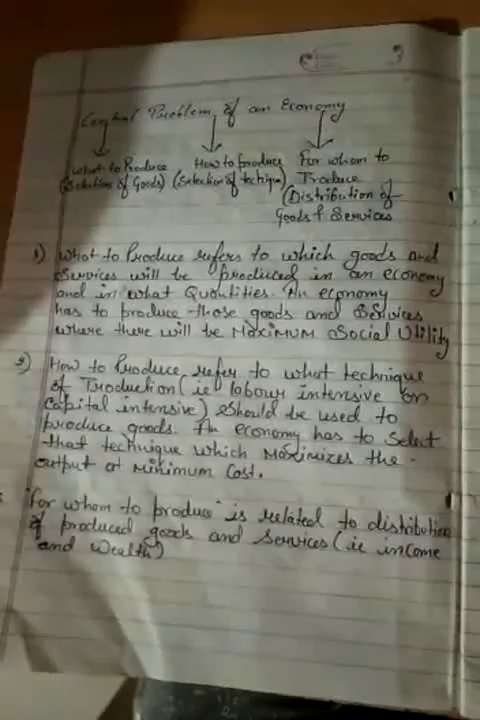 Central Problem of an Economy
What to Produce How to produce For whom to
(Selection of Goods) (Selection of techique) Produce
(Distribution of
Goods & Services
1) What to Produce refers to which goods and
Services will be produced in an economy
and in what Quantities. An economy
has to produce those goods and Services
where there will be Maximum Social Utility
2) How to Produce refer to what technique
of Production (ie labour intensive or
Capital intensive) should be used to
produce goods. An economy has to Select
that technique which Maximizes the
output at Minimum Cost.
"for whom to produce" is related to distribution
of produced goods and services (ie income
and Wealth)